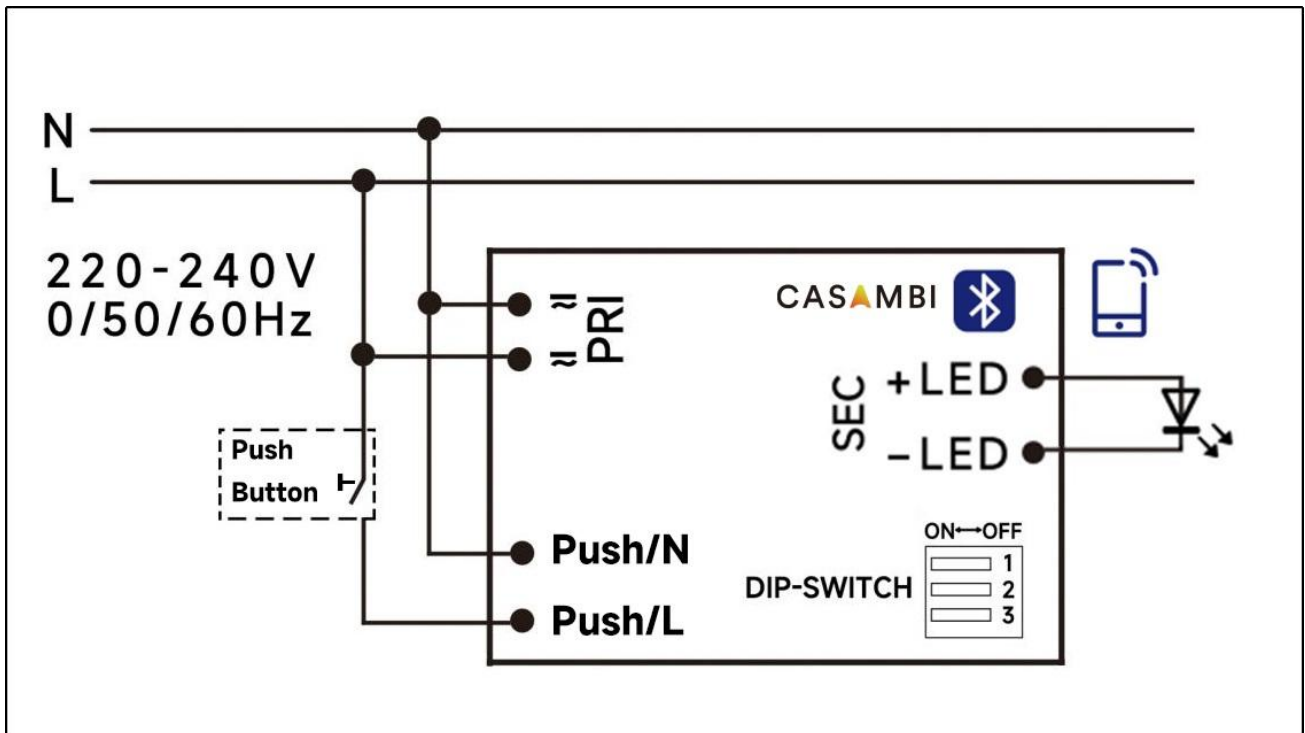 N
L
220-240V
0/50/60Hz
Push
Button
PRI
Push/N
Push/L
CASAMBI
SEC
+LED
-LED
ON↔OFF
DIP-SWITCH
1
2
3